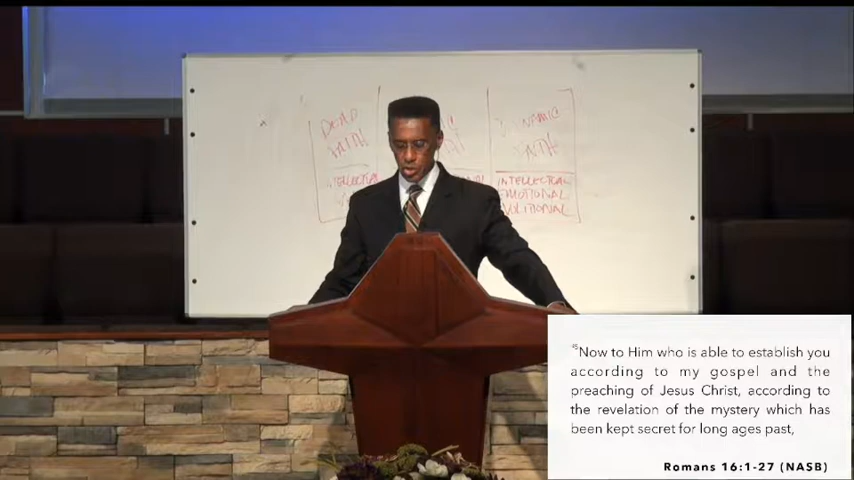 DEAD
FAITH
FAITH
INTELLECTUAL
INTELLECTUAL
EMOTIONAL
VOLITIONAL
Now to Him who is able to establish you
according to my gospel and the
preaching of Jesus Christ, according to
the revelation of the mystery which has
been kept secret for long ages past,
Romans 16:1-27 (NASB)